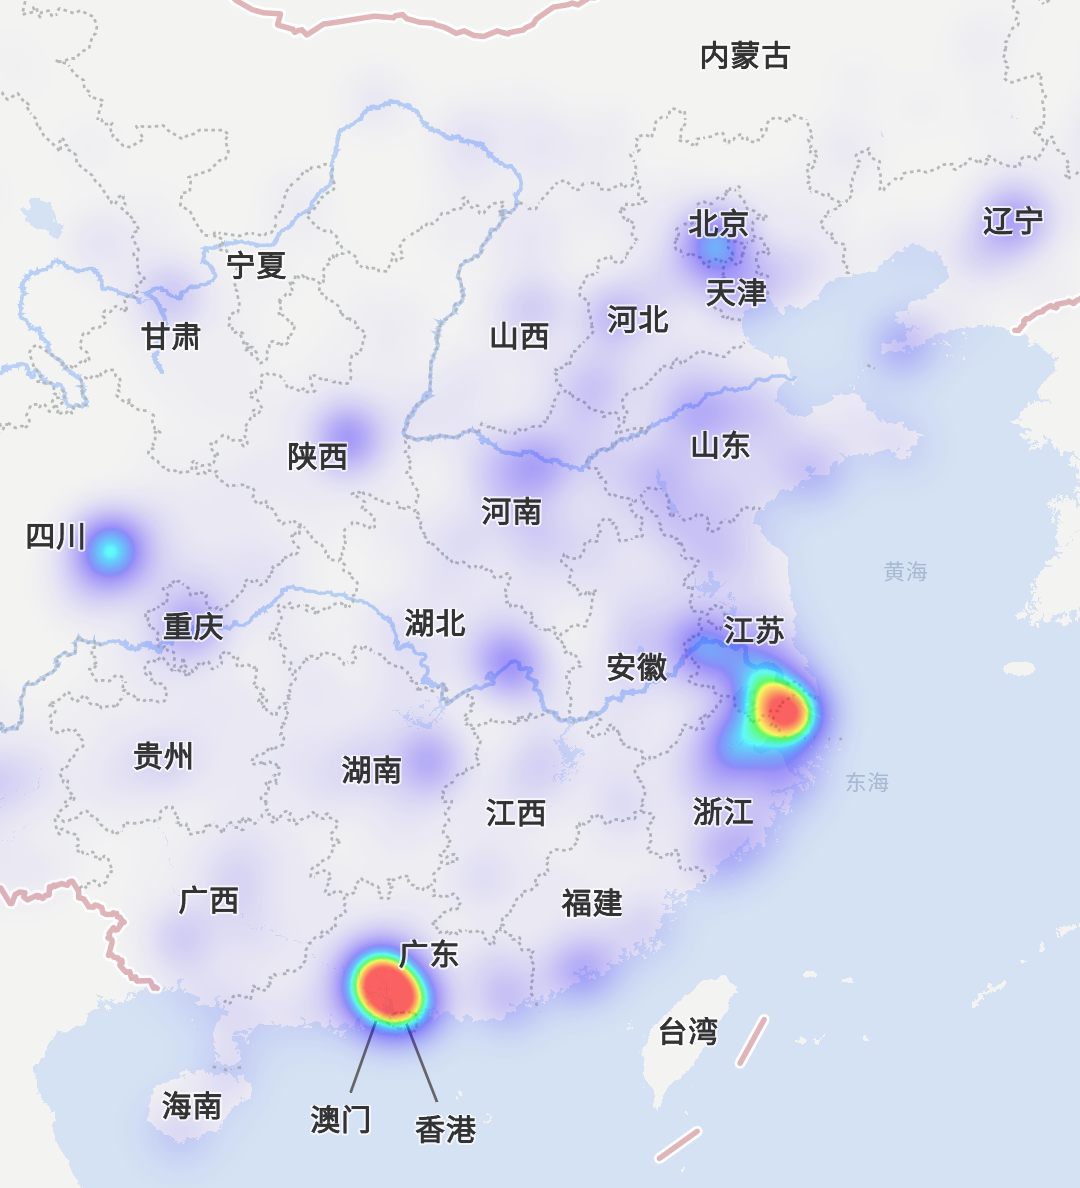 内蒙古
北京
辽宁
宁夏
天津
河北
甘肃
山西
山东
陕西
河南
四川
黄海
重庆
湖北
江苏
安徽
贵州
湖南
东海
江西
浙江
广西
福建
广东
台湾
海南
澳门
香港